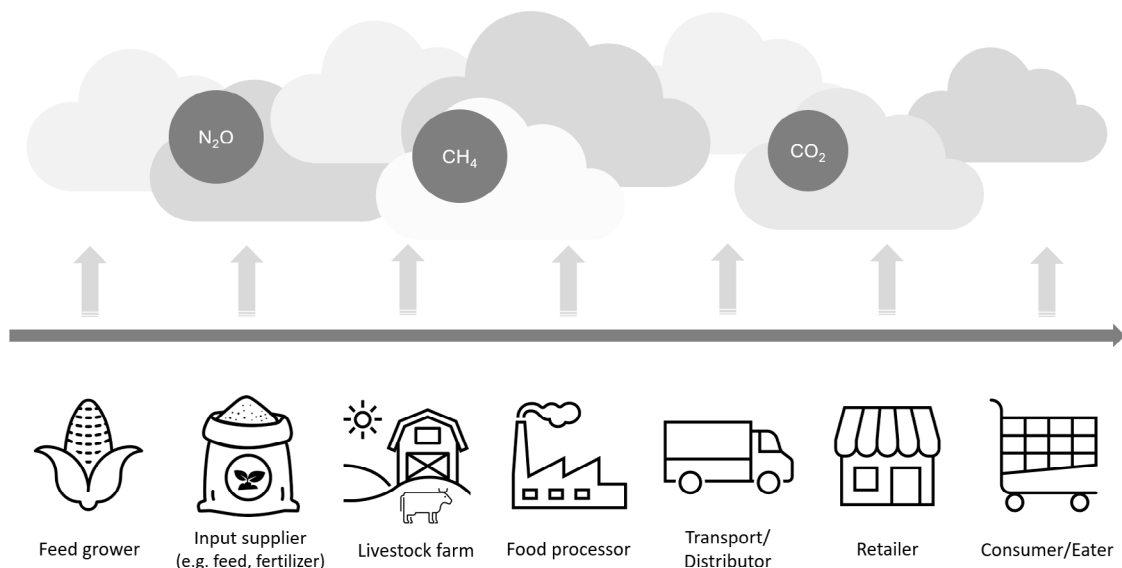 N₂O
CH₄
CO₂
Feed grower
Input supplier
(e.g. feed, fertilizer)
Livestock farm
Food processor
Transport/
Distributor
Retailer
Consumer/Eater